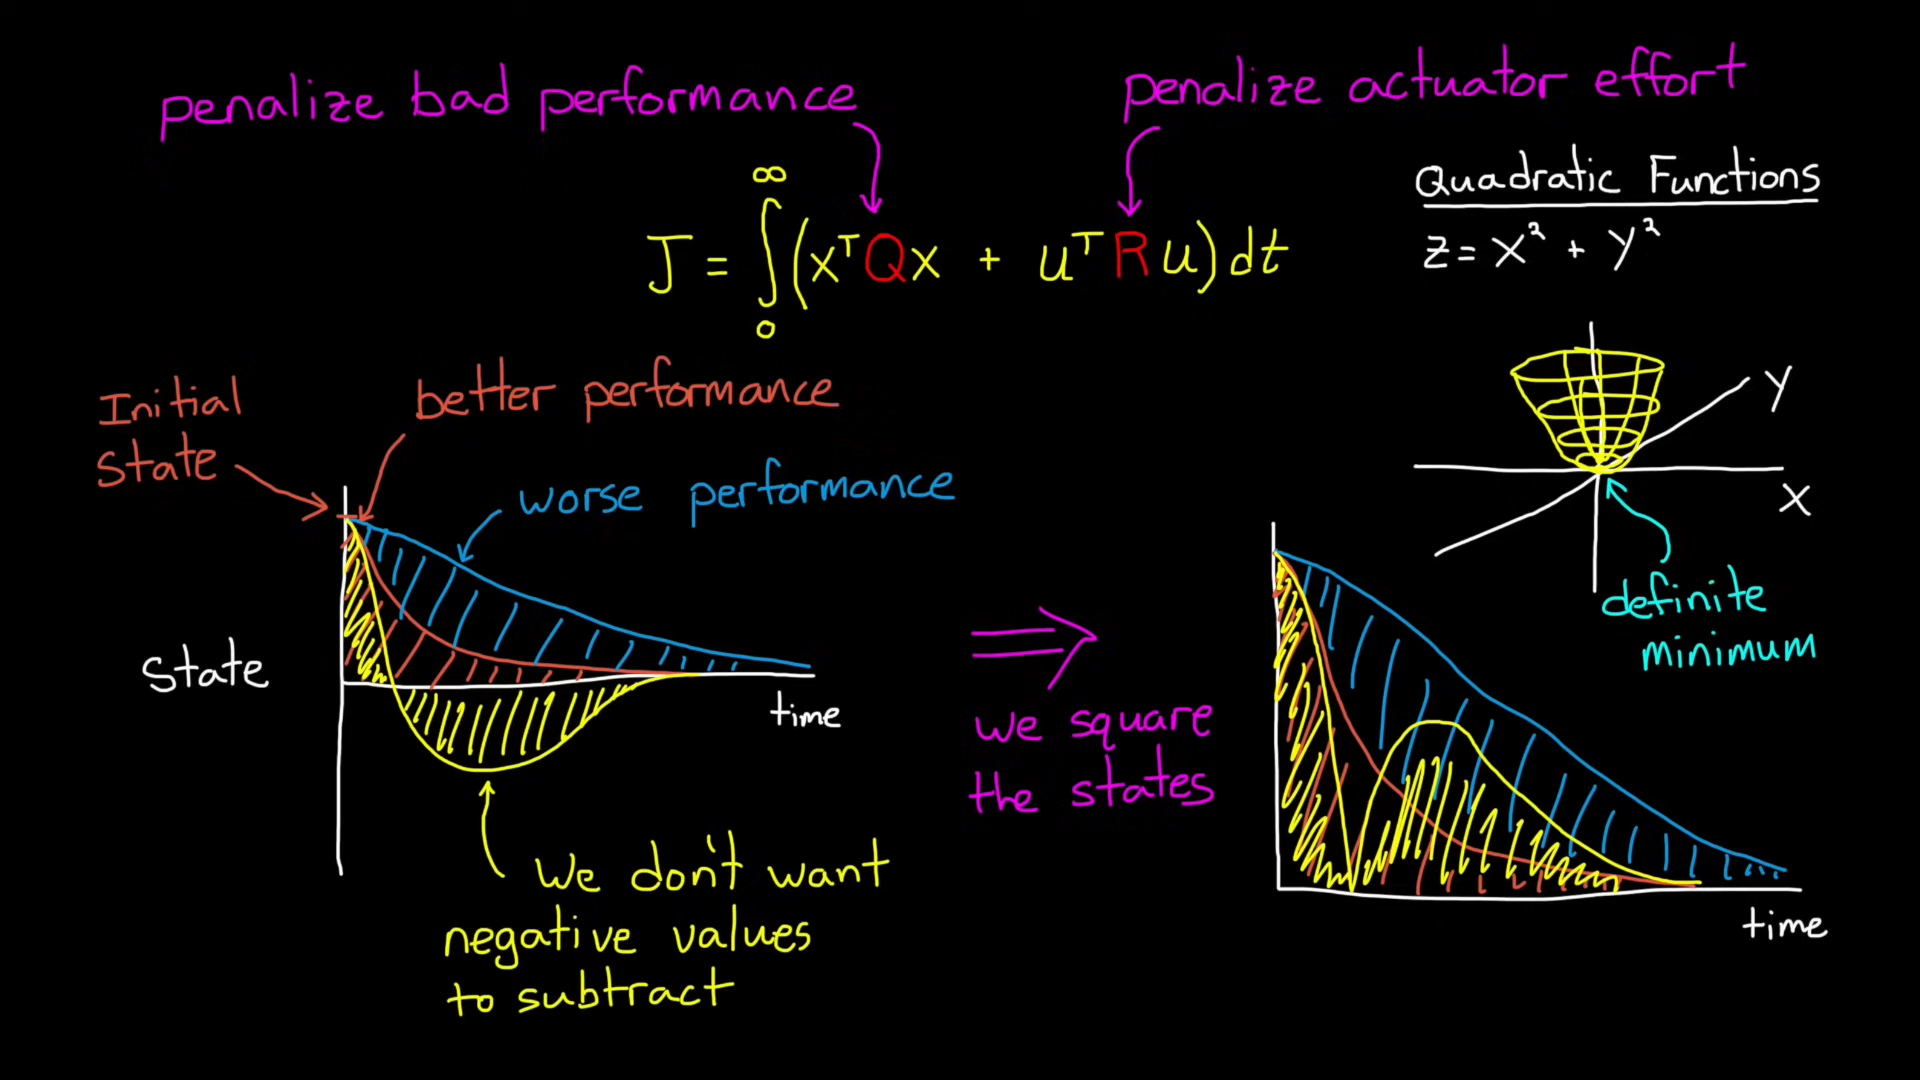 penalize bad performance
penalize actuator effort
Quadratic Functions
z = x² + y²
∞
J = ∫(xᵀQx + uᵀRu)dt
0
Initial
state
better performance
worse performance
Y
X
definite
minimum
State
time
we square
the states
We don't want
negative values
to subtract
time